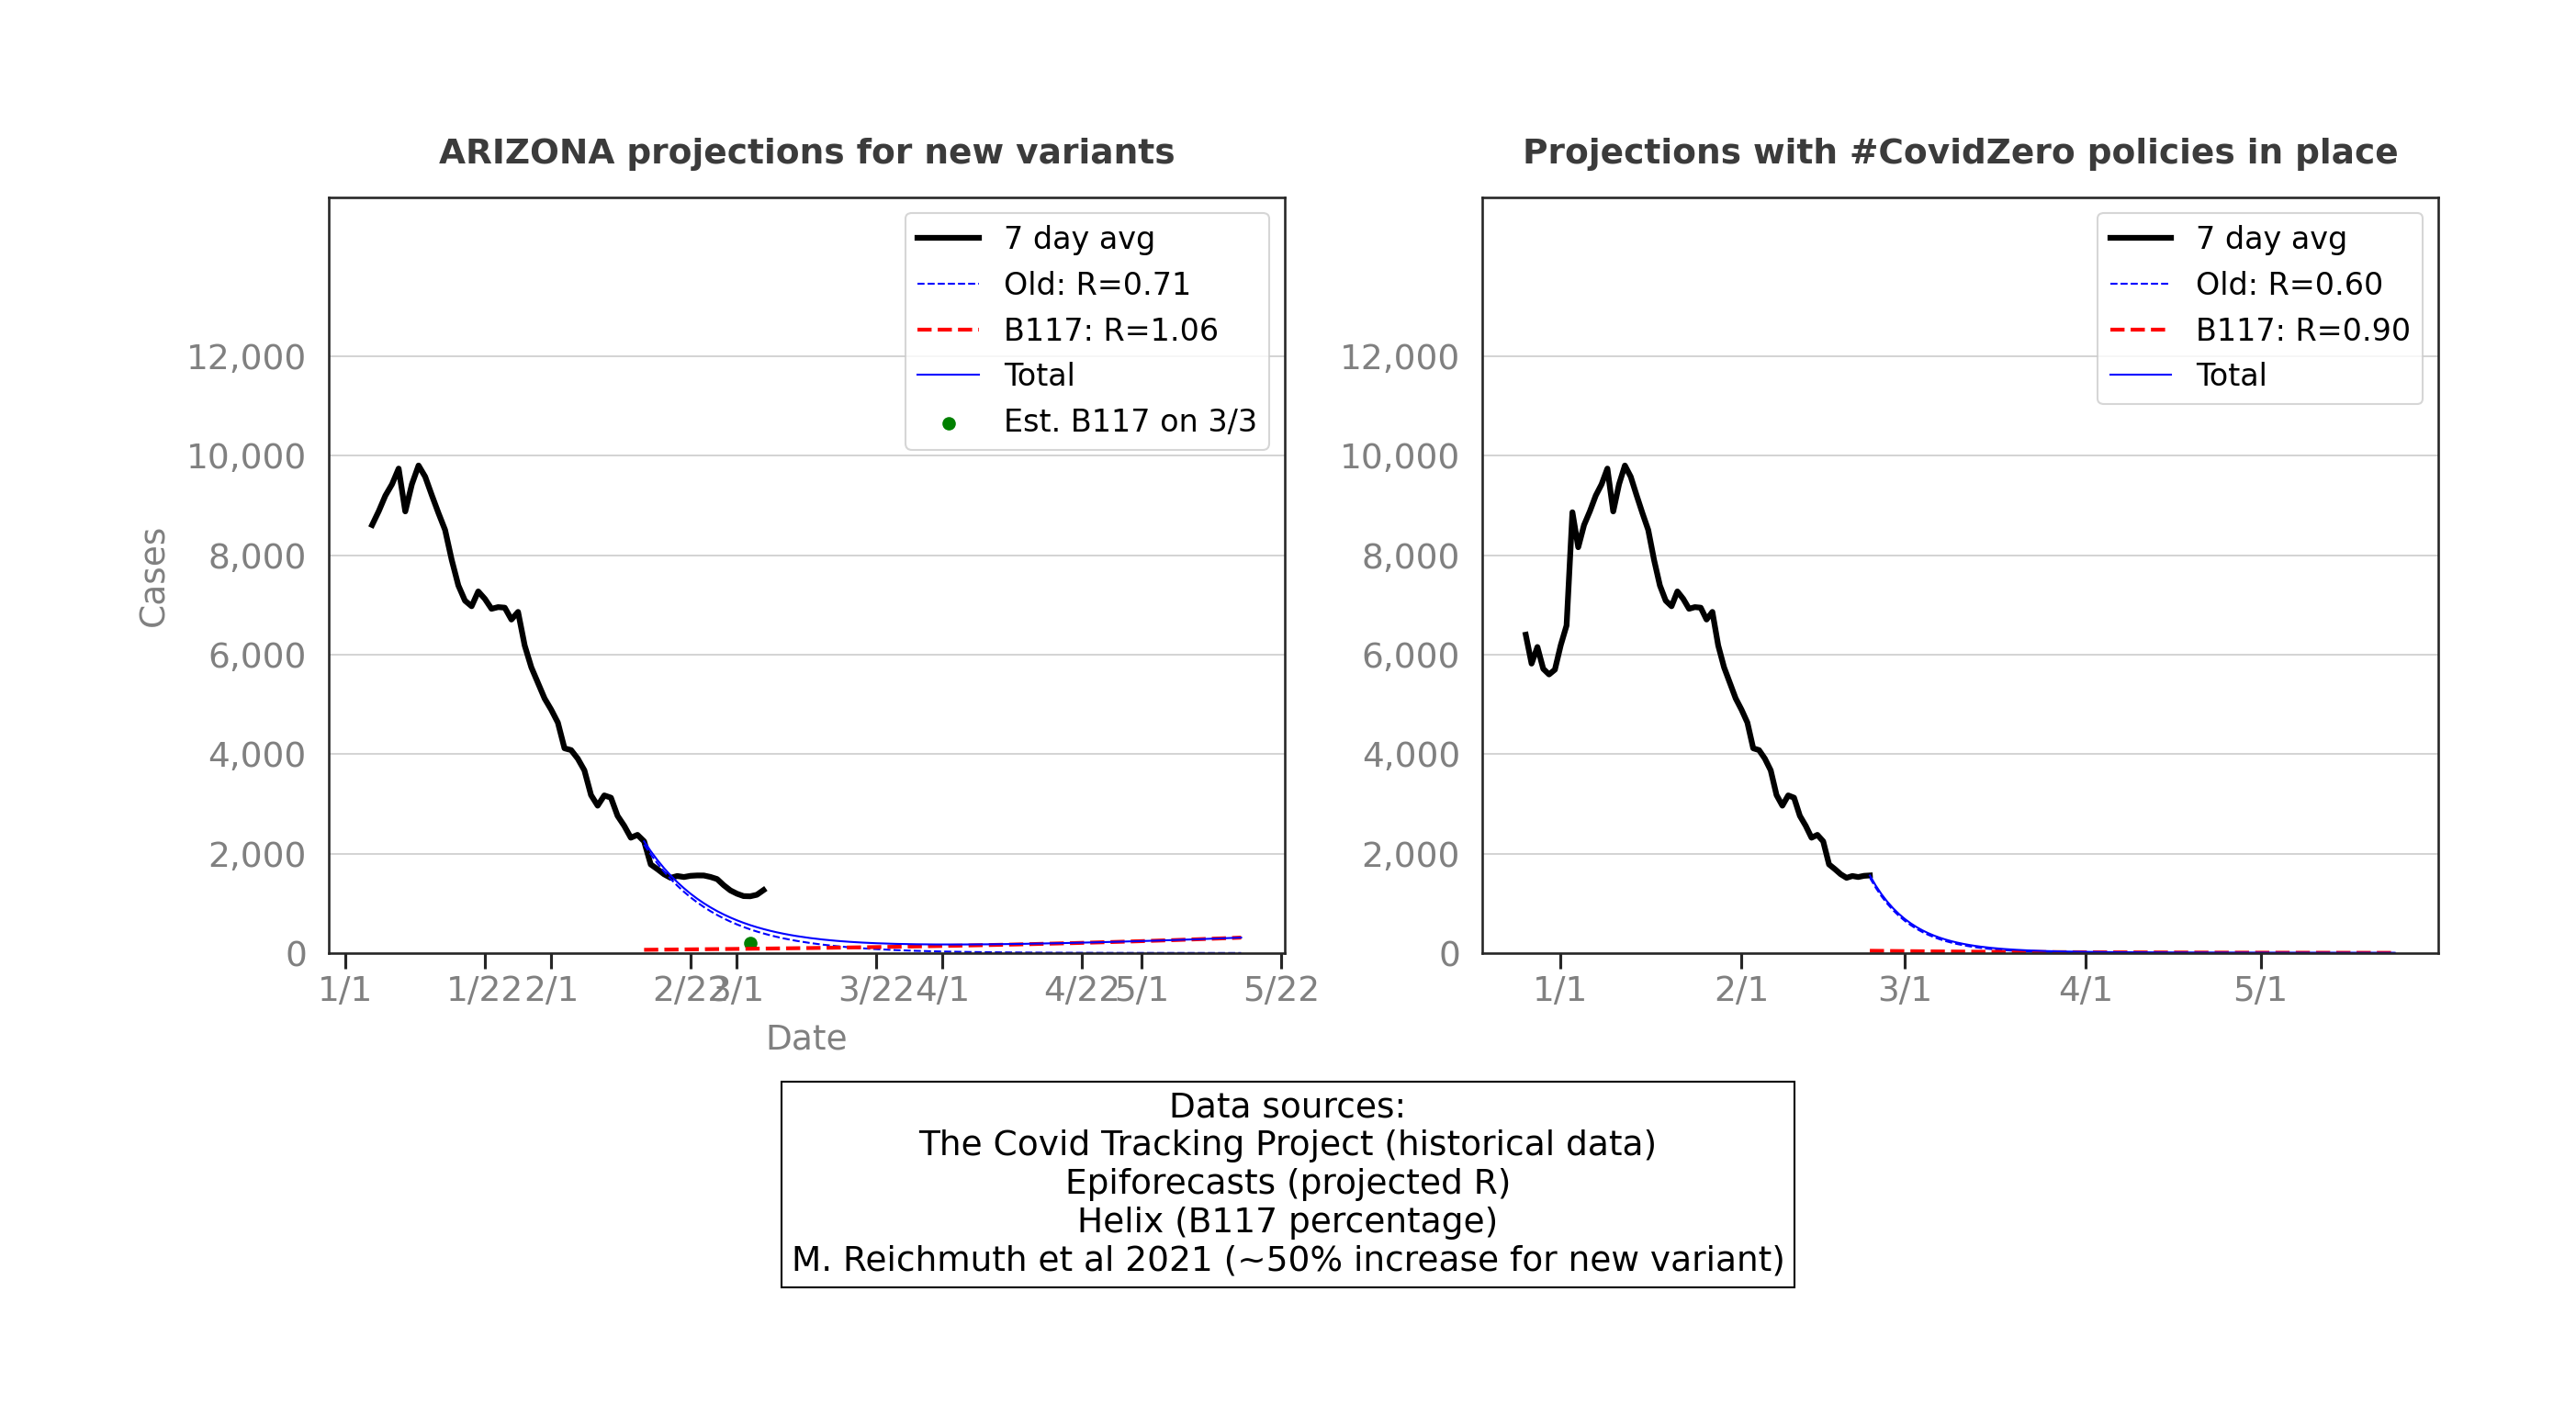 ARIZONA projections for new variants
7 day avg
Old: R=0.71
B117: R=1.06
Total
Est. B117 on 3/3
12,000
10,000
8,000
6,000
4,000
2,000
0
Cases
1/1
1/22
2/1
2/22
3/1
3/22
4/1
4/22
5/1
5/22
Date
Projections with #CovidZero policies in place
7 day avg
Old: R=0.60
B117: R=0.90
Total
12,000
10,000
8,000
6,000
4,000
2,000
0
1/1
2/1
3/1
4/1
5/1
Data sources:
The Covid Tracking Project (historical data)
Epiforecasts (projected R)
Helix (B117 percentage)
M. Reichmuth et al 2021 (~50% increase for new variant)